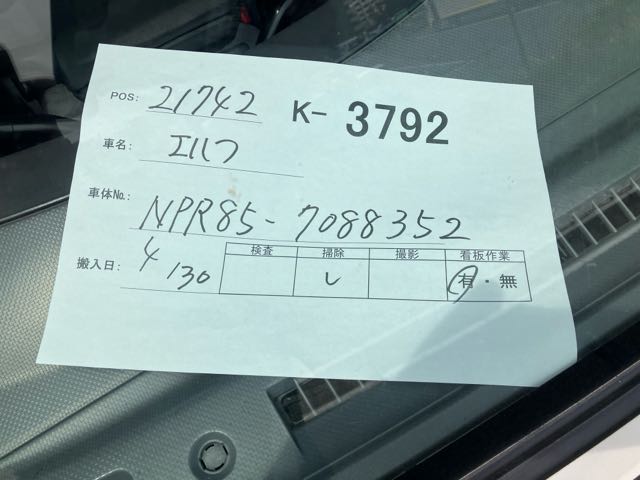 POS: 21742 K- 3792
車名: エルフ
車体No.: NPR85-7088352
搬入日: 4/30
検査 掃除 撮影 看板作業
レ 有・無